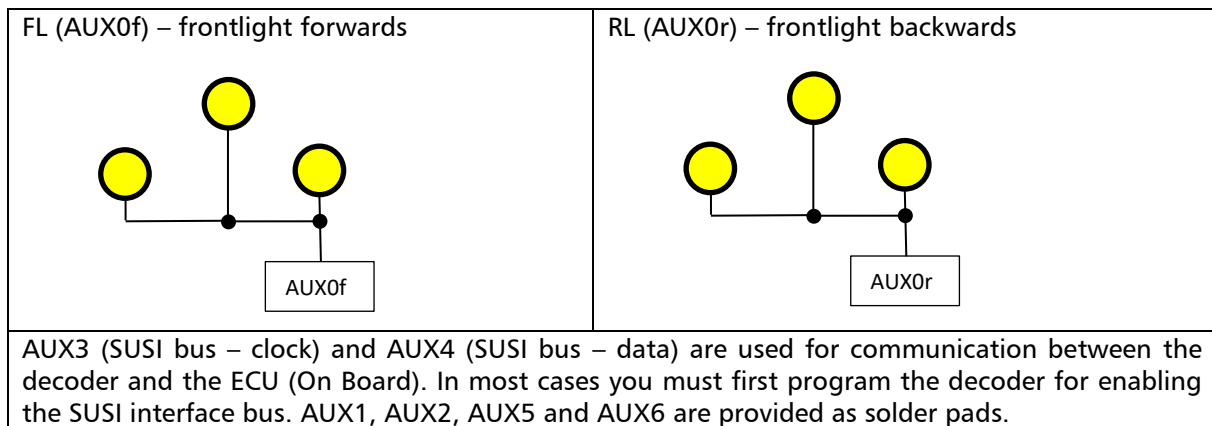 FL (AUX0f) – frontlight forwards
RL (AUX0r) – frontlight backwards
AUX0f
AUX0r
AUX3 (SUSI bus – clock) and AUX4 (SUSI bus – data) are used for communication between the
decoder and the ECU (On Board). In most cases you must first program the decoder for enabling
the SUSI interface bus. AUX1, AUX2, AUX5 and AUX6 are provided as solder pads.